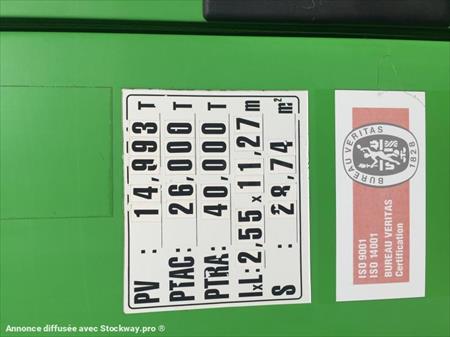 PV : 14,993 T
PTAC: 26,000 T
PTRA: 40,000 T
lxL: 2,55 x 11,27 m
S : 28,74 m²
BUREAU VERITAS
1828
ISO 9001
ISO 14001
BUREAU VERITAS
Certification
Annonce diffusée avec Stockway.pro ®